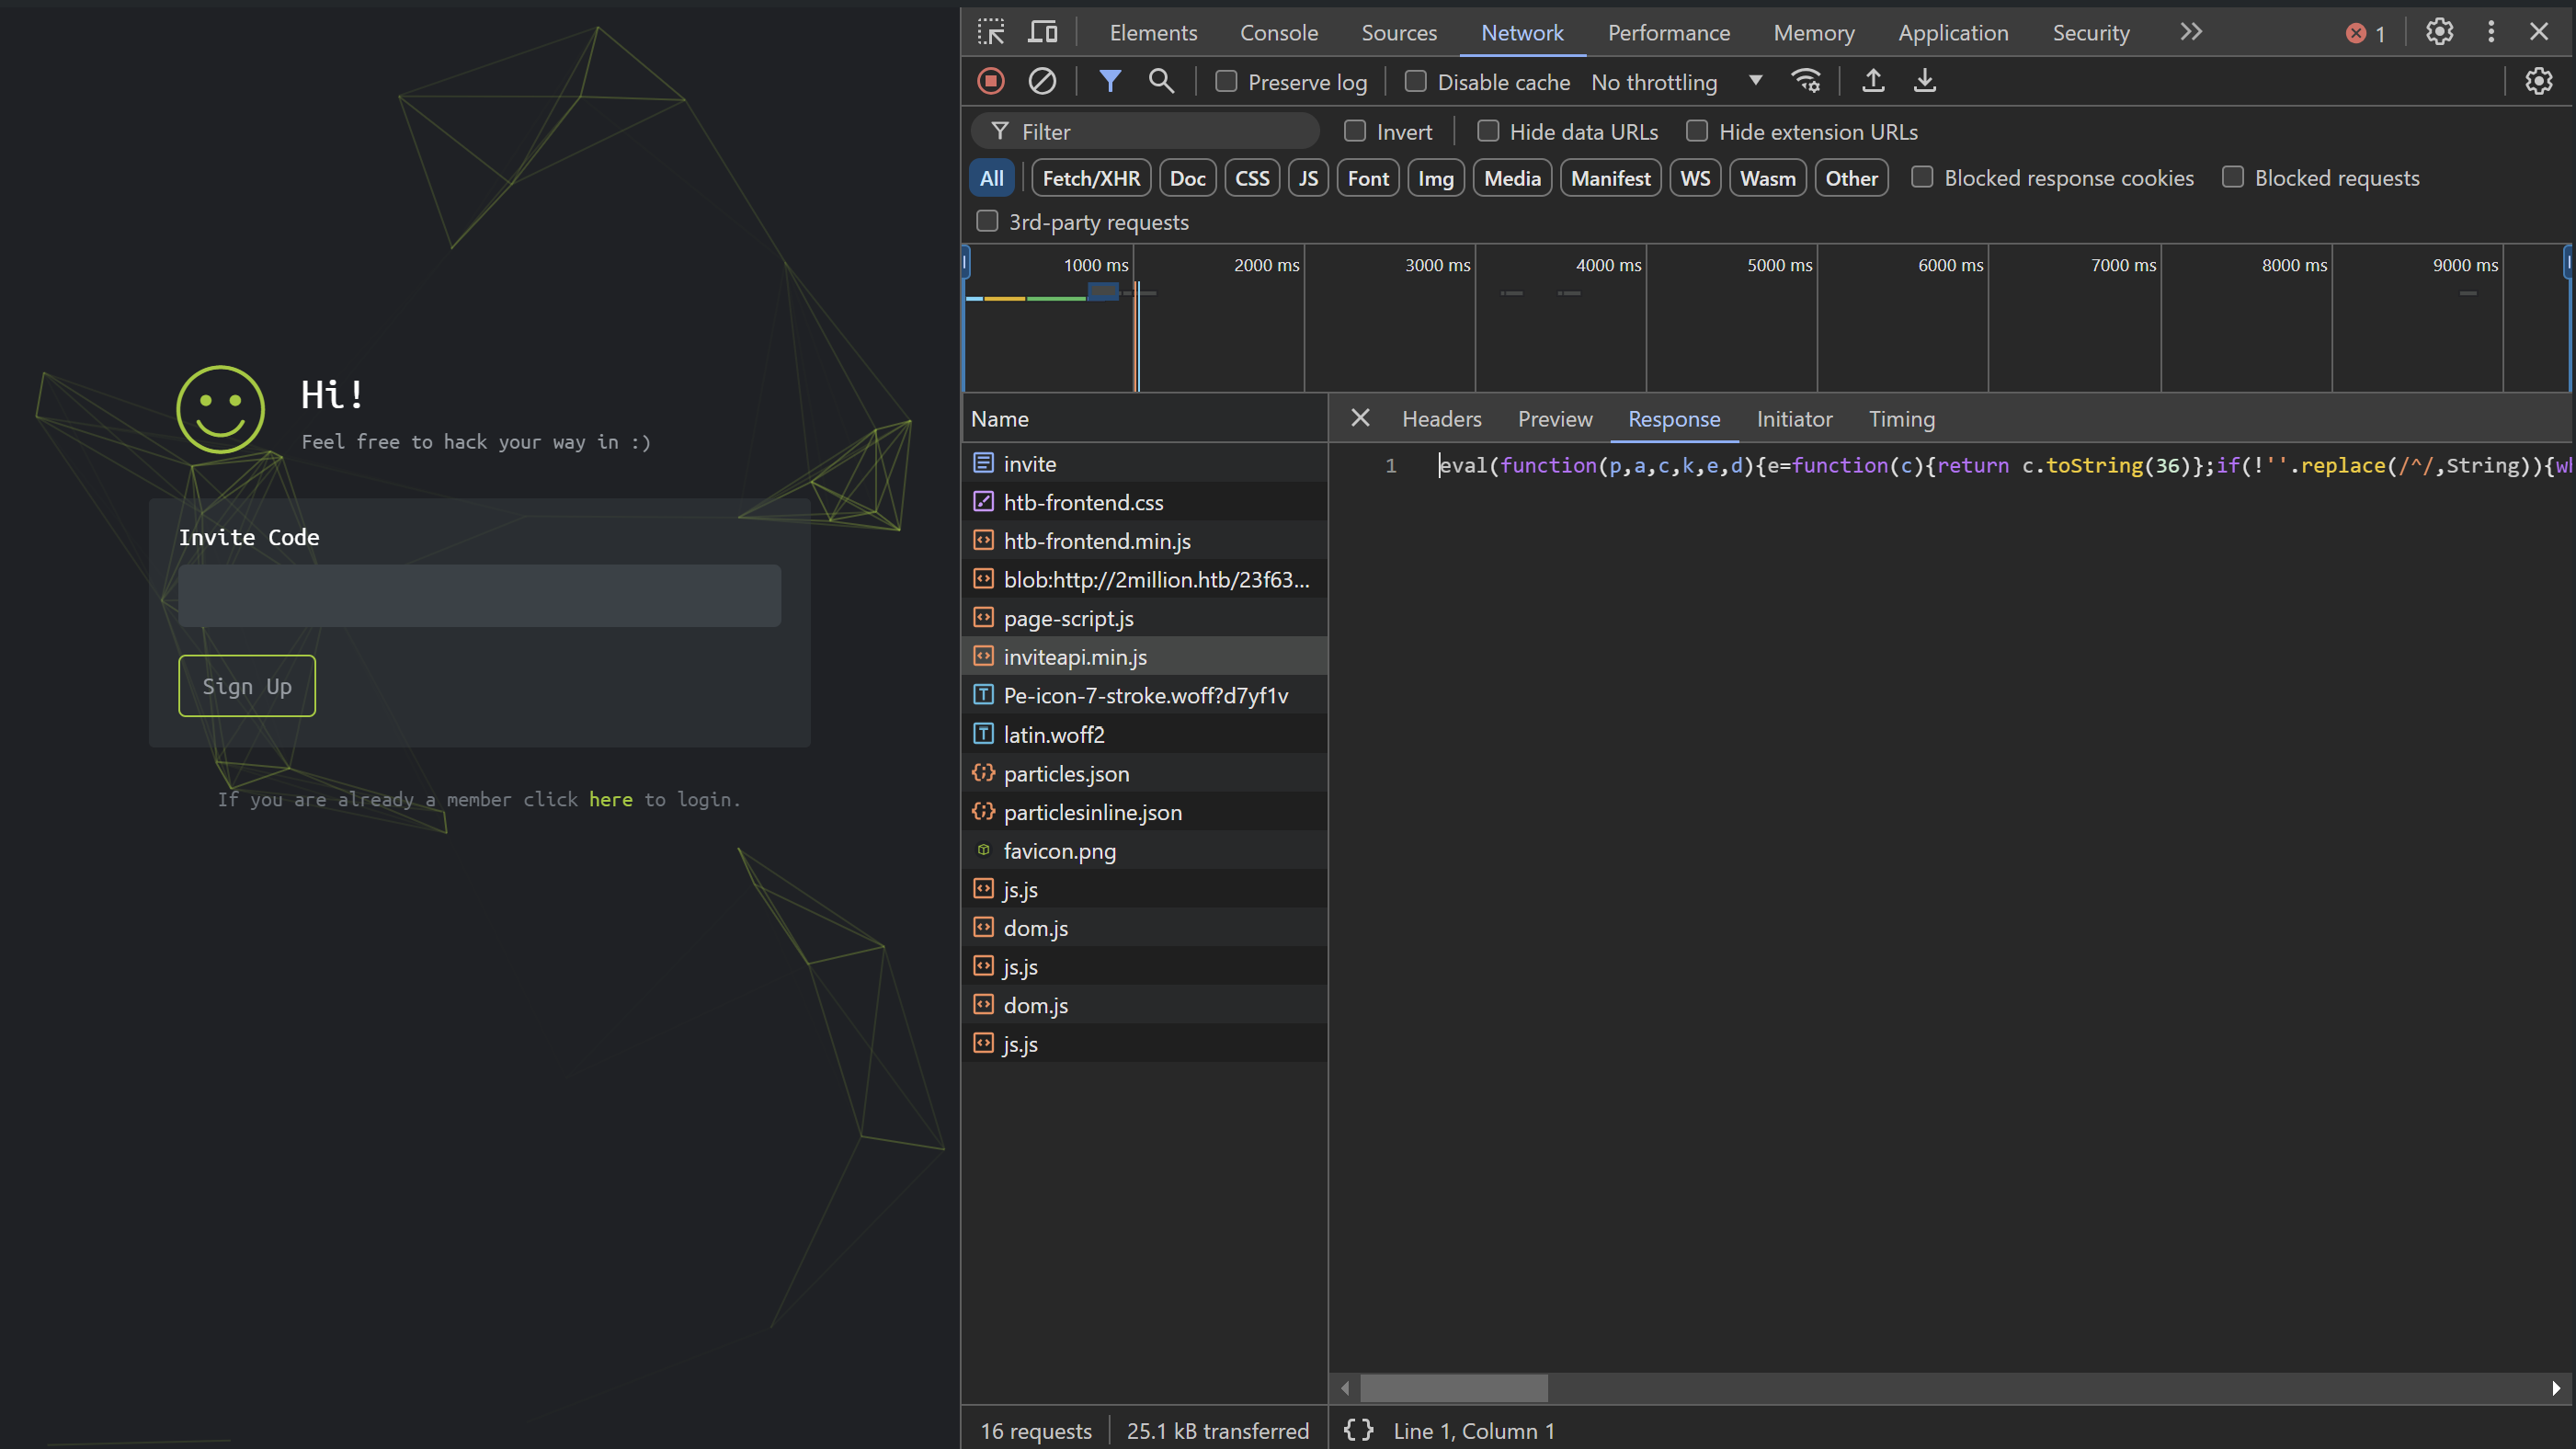 Hi!
Feel free to hack your way in :)
Invite Code
Sign Up
If you are already a member click here to login.
Elements Console Sources Network Performance Memory Application Security 1
Preserve log Disable cache No throttling
Filter Invert Hide data URLs Hide extension URLs
All Fetch/XHR Doc CSS JS Font Img Media Manifest WS Wasm Other Blocked response cookies Blocked requests
3rd-party requests
1000 ms 2000 ms 3000 ms 4000 ms 5000 ms 6000 ms 7000 ms 8000 ms 9000 ms
Name
invite
htb-frontend.css
htb-frontend.min.js
blob:http://2million.htb/23f63...
page-script.js
inviteapi.min.js
Pe-icon-7-stroke.woff?d7yf1v
latin.woff2
particles.json
particlesinline.json
favicon.png
js.js
dom.js
js.js
dom.js
js.js
16 requests 25.1 kB transferred
Headers Preview Response Initiator Timing
1 eval(function(p,a,c,k,e,d){e=function(c){return c.toString(36)};if(!''.replace(/^/,String)){wh
{} Line 1, Column 1